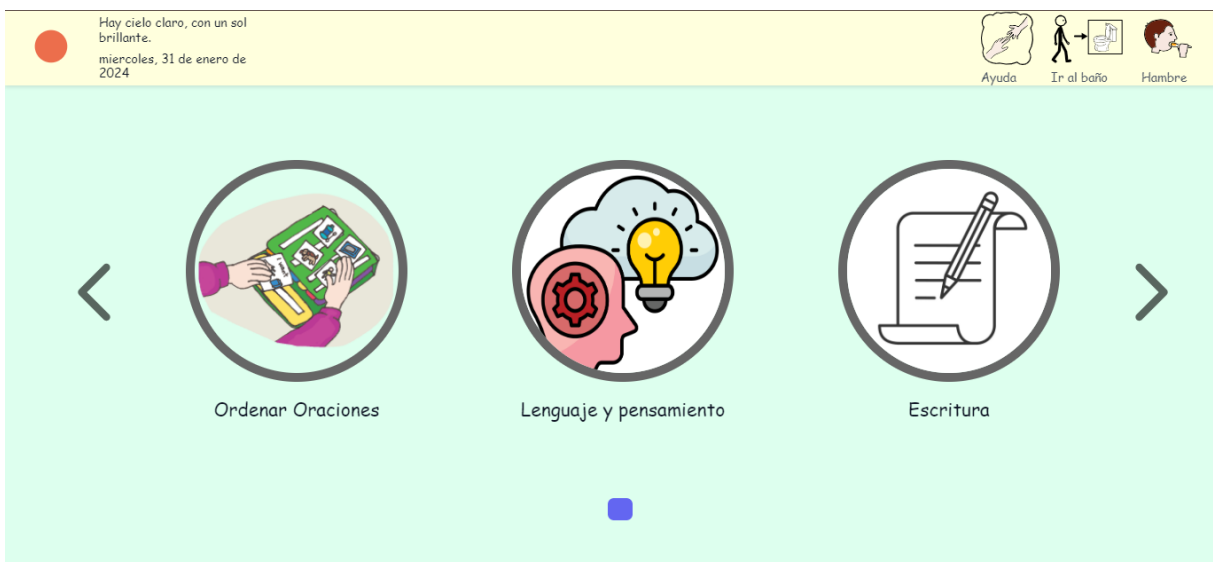 Hay cielo claro, con un sol
brillante.
miercoles, 31 de enero de
2024
Ayuda
Ir al baño
Hambre
Ordenar Oraciones
Lenguaje y pensamiento
Escritura